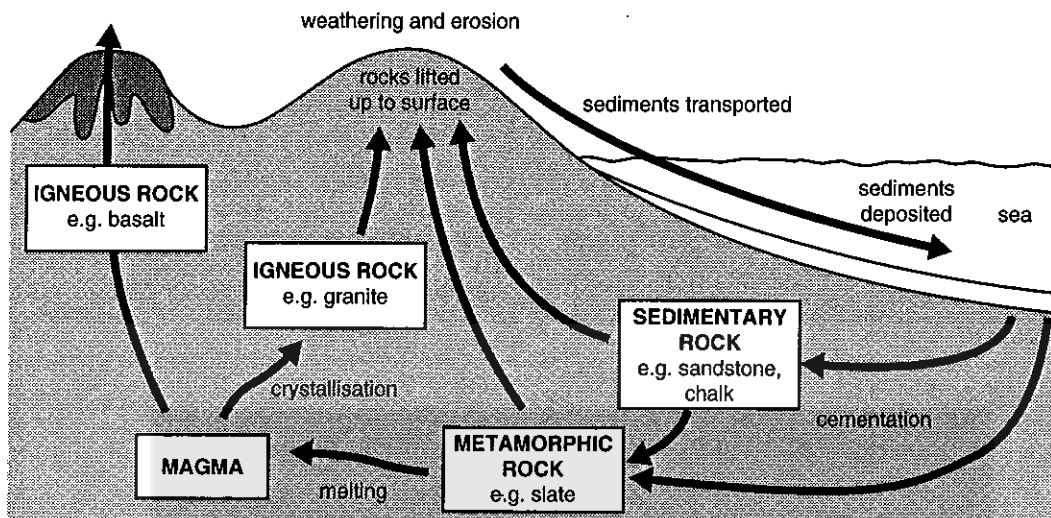 weathering and erosion
rocks lifted
up to surface
sediments transported
IGNEOUS ROCK
e.g. basalt
sediments
deposited
sea
IGNEOUS ROCK
e.g. granite
SEDIMENTARY
ROCK
e.g. sandstone,
chalk
crystallisation
cementation
MAGMA
melting
METAMORPHIC
ROCK
e.g. slate